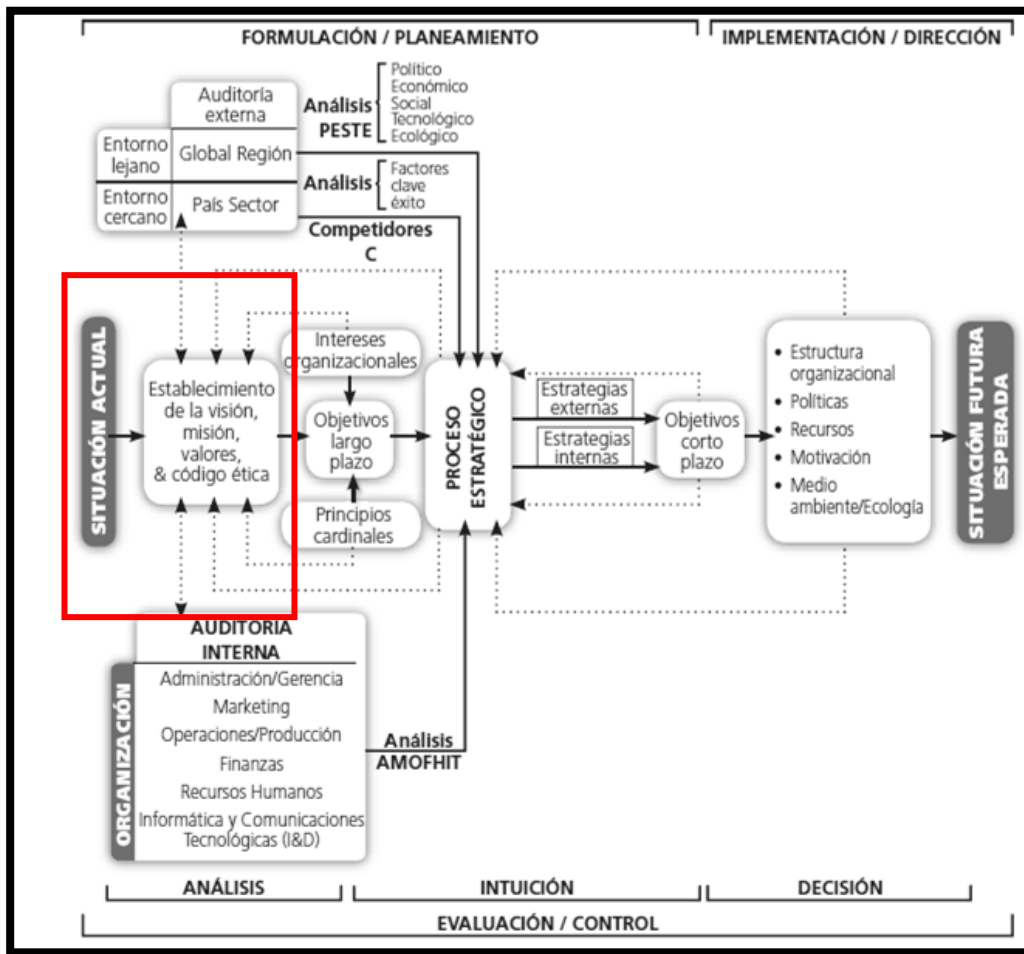 FORMULACIÓN / PLANEAMIENTO
IMPLEMENTACIÓN / DIRECCIÓN
Auditoría
externa
Entorno
lejano
Global Región
Entorno
cercano
País Sector
Análisis
PESTE
Político
Económico
Social
Tecnológico
Ecológico
Análisis
Factores
clave
éxito
Competidores
C
SITUACIÓN ACTUAL
Establecimiento
de la visión,
misión,
valores,
& código ética
Intereses
organizacionales
Objetivos
largo
plazo
Principios
cardinales
PROCESO
ESTRATÉGICO
Estrategias
externas
Estrategias
internas
Objetivos
corto
plazo
• Estructura
organizacional
• Políticas
• Recursos
• Motivación
• Medio
ambiente/Ecología
SITUACIÓN FUTURA
ESPERADA
ORGANIZACIÓN
AUDITORIA
INTERNA
Administración/Gerencia
Marketing
Operaciones/Producción
Finanzas
Recursos Humanos
Informática y Comunicaciones
Tecnológicas (I&D)
Análisis
AMOFHIT
ANÁLISIS
INTUICIÓN
DECISIÓN
EVALUACIÓN / CONTROL